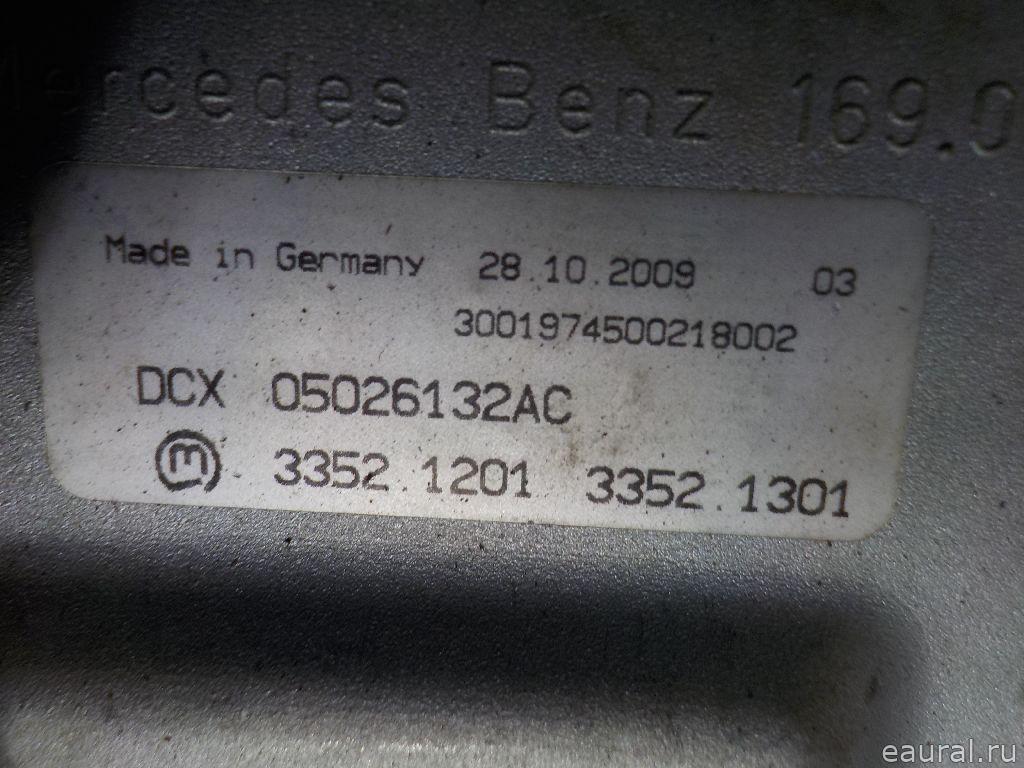 Mercedes Benz 169.0
Made in Germany 28.10.2009 03
3001974500218002
DCX 05026132AC
m 3352.1201 3352.1301
eaural.ru